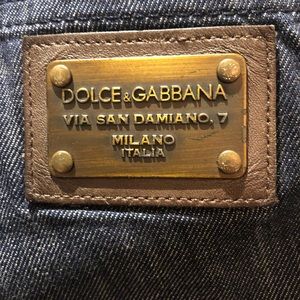 DOLCE&GABBANA
VIA SAN DAMIANO, 7
MILANO
ITALIA